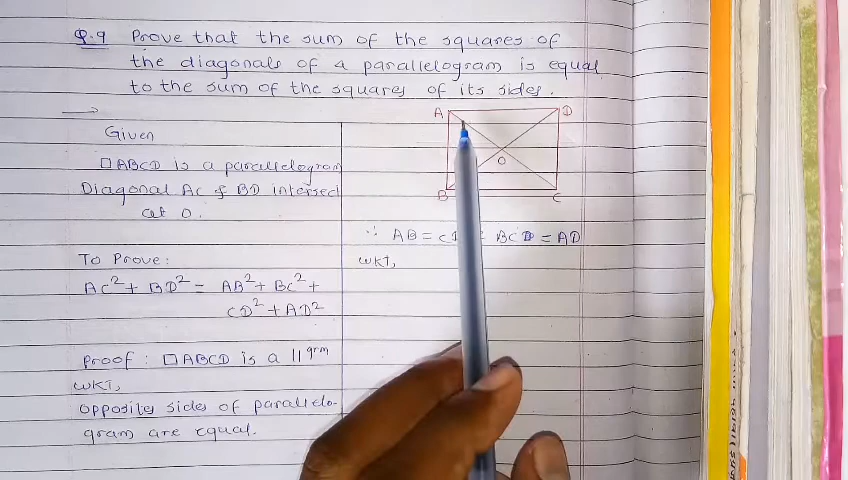 Q.9 Prove that the sum of the squares of
the diagonals of a parallelogram is equal
to the sum of the squares of its sides.
Given
□ABCD is a parallelogram
Diagonal AC & BD intersect
at O.
To Prove:
AC² + BD² = AB² + BC² +
CD² + AD²
Proof : □ABCD is a ||grm
WKT,
opposite sides of parallelo-
gram are equal.
A D
O
B C
∴ AB = CD BC = AD
WKT,